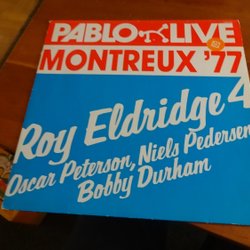 PABLO LIVE
MONTREUX '77
Roy Eldridge 4
Oscar Peterson, Niels Pedersen
Bobby Durham